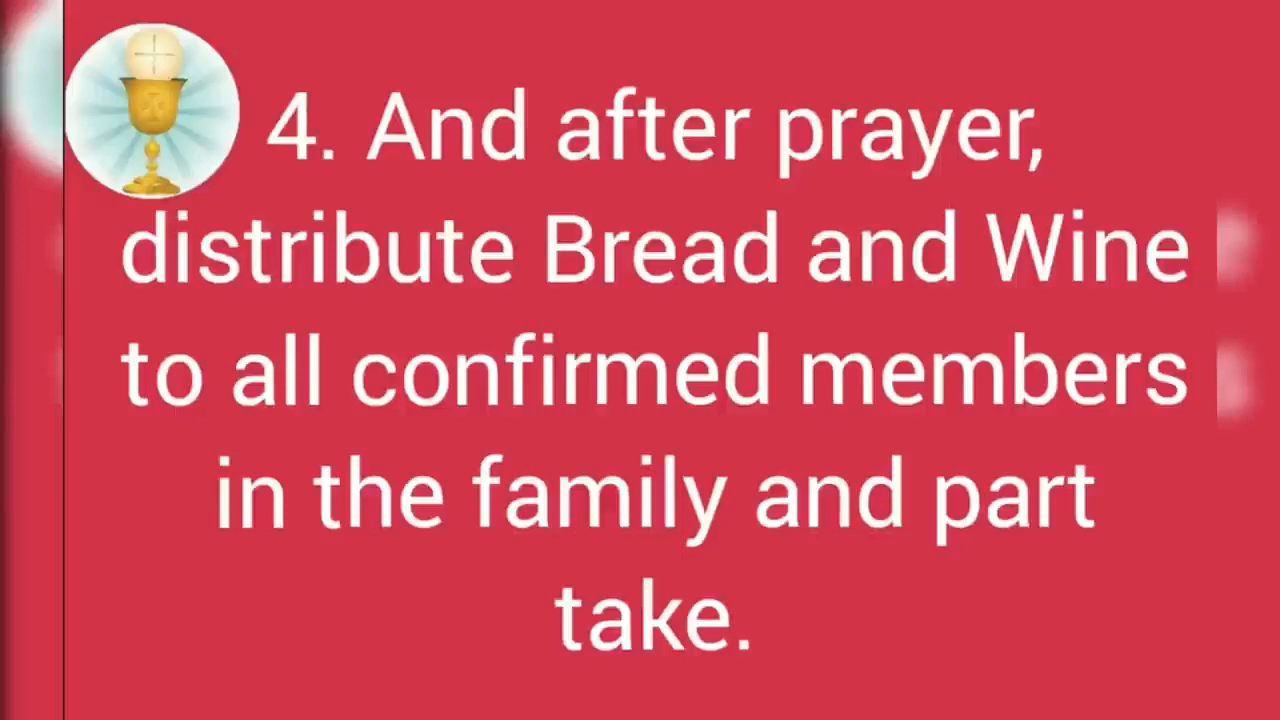 4. And after prayer,
distribute Bread and Wine
to all confirmed members
in the family and part
take.